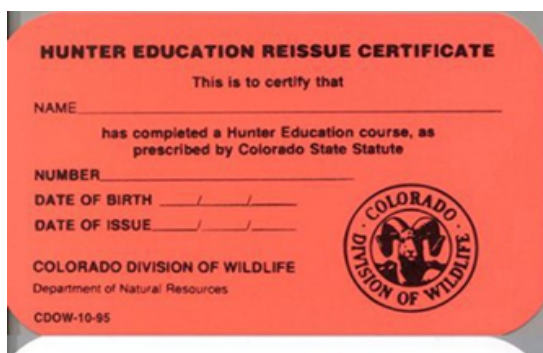 HUNTER EDUCATION REISSUE CERTIFICATE
This is to certify that
NAME
has completed a Hunter Education course, as
prescribed by Colorado State Statute
NUMBER
DATE OF BIRTH / /
DATE OF ISSUE / /
COLORADO DIVISION OF WILDLIFE
Department of Natural Resources
CDOW-10-95
· COLORADO ·
DIVISION OF WILDLIFE